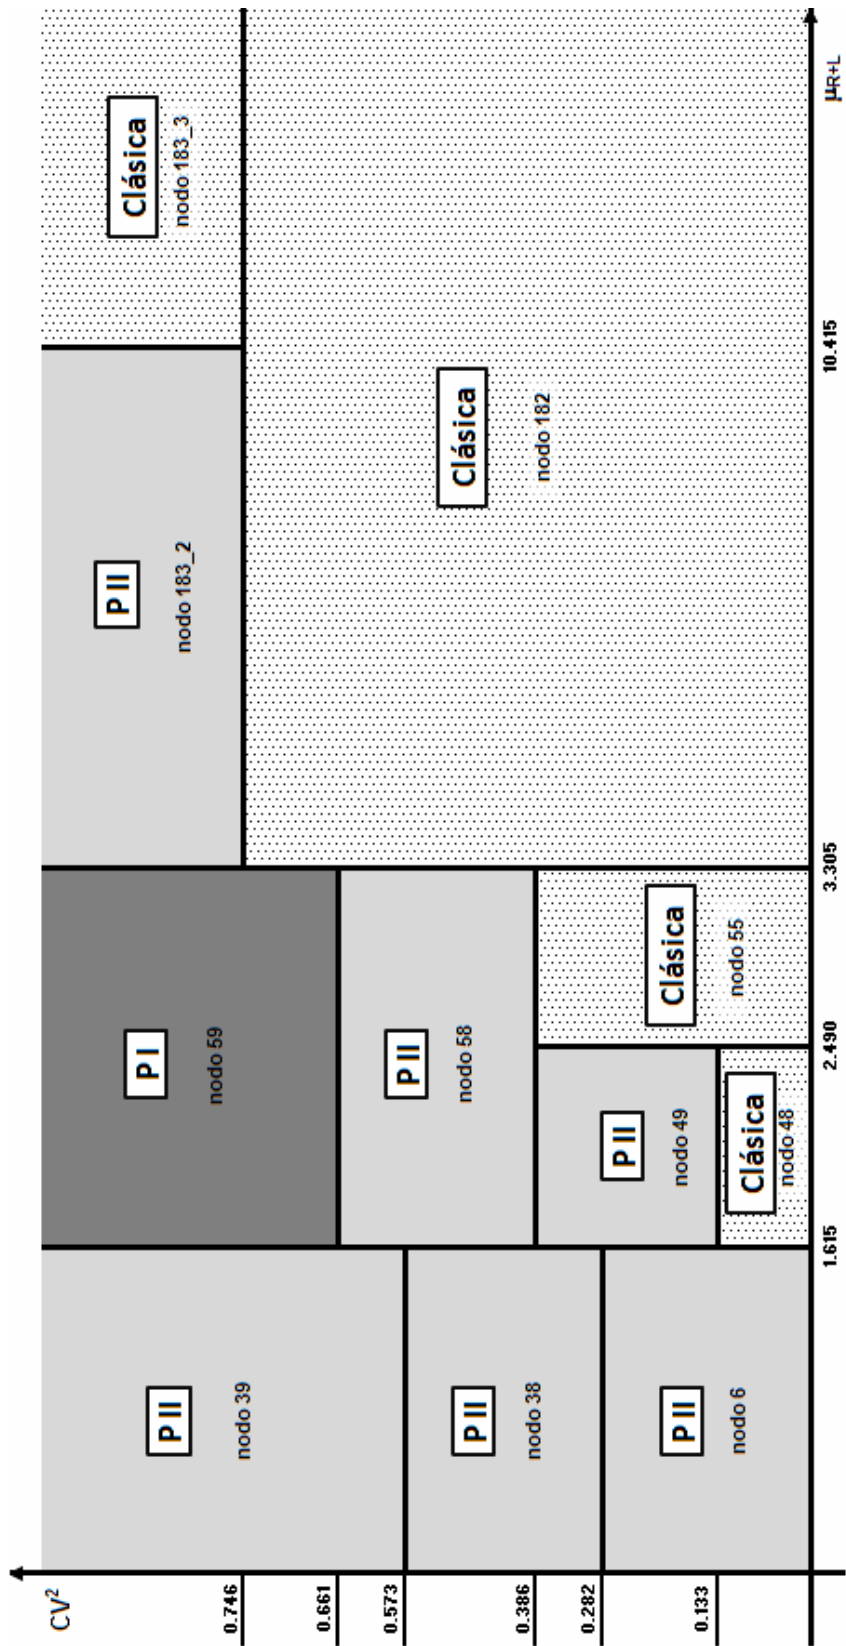 CV²
0.746
0.661
0.573
0.386
0.282
0.133
P II
nodo 39
P II
nodo 38
P II
nodo 6
P I
nodo 59
P II
nodo 58
P II
nodo 49
Clásica
nodo 48
Clásica
nodo 55
P II
nodo 183_2
Clásica
nodo 183_3
Clásica
nodo 182
1.615
2.490
3.305
10.415
μR+L